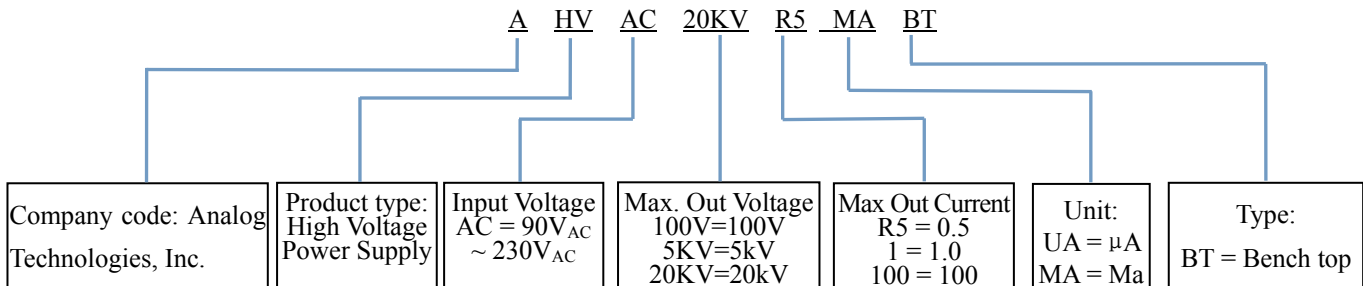 A HV AC 20KV R5 MA BT
Company code: Analog
Technologies, Inc.
Product type:
High Voltage
Power Supply
Input Voltage
AC = 90VAC
~ 230VAC
Max. Out Voltage
100V=100V
5KV=5kV
20KV=20kV
Max Out Current
R5 = 0.5
1 = 1.0
100 = 100
Unit:
UA = μA
MA = Ma
Type:
BT = Bench top